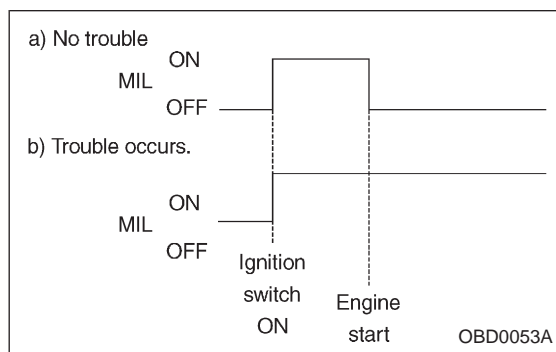 a) No trouble
ON
MIL
OFF
b) Trouble occurs.
ON
MIL
OFF
Ignition
switch
ON
Engine
start
OBD0053A